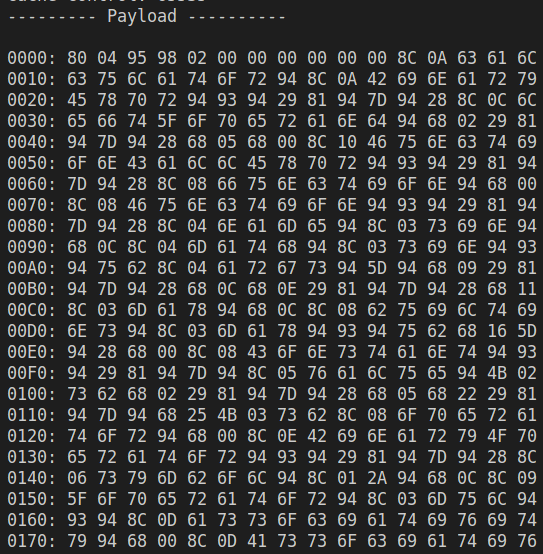 --------- Payload ----------
0000: 80 04 95 98 02 00 00 00 00 00 00 8C 0A 63 61 6C
0010: 63 75 6C 61 74 6F 72 94 8C 0A 42 69 6E 61 72 79
0020: 45 78 70 72 94 93 94 29 81 94 7D 94 28 8C 0C 6C
0030: 65 66 74 5F 6F 70 65 72 61 6E 64 94 68 02 29 81
0040: 94 7D 94 28 68 05 68 00 8C 10 46 75 6E 63 74 69
0050: 6F 6E 43 61 6C 6C 45 78 70 72 94 93 94 29 81 94
0060: 7D 94 28 8C 08 66 75 6E 63 74 69 6F 6E 94 68 00
0070: 8C 08 46 75 6E 63 74 69 6F 6E 94 93 94 29 81 94
0080: 7D 94 28 8C 04 6E 61 6D 65 94 8C 03 73 69 6E 94
0090: 68 0C 8C 04 6D 61 74 68 94 8C 03 73 69 6E 94 93
00A0: 94 75 62 8C 04 61 72 67 73 94 5D 94 68 09 29 81
00B0: 94 7D 94 28 68 0C 68 0E 29 81 94 7D 94 28 68 11
00C0: 8C 03 6D 61 78 94 68 0C 8C 08 62 75 69 6C 74 69
00D0: 6E 73 94 8C 03 6D 61 78 94 93 94 75 62 68 16 5D
00E0: 94 28 68 00 8C 08 43 6F 6E 73 74 61 6E 74 94 93
00F0: 94 29 81 94 7D 94 8C 05 76 61 6C 75 65 94 4B 02
0100: 73 62 68 02 29 81 94 7D 94 28 68 05 68 22 29 81
0110: 94 7D 94 68 25 4B 03 73 62 8C 08 6F 70 65 72 61
0120: 74 6F 72 94 68 00 8C 0E 42 69 6E 61 72 79 4F 70
0130: 65 72 61 74 6F 72 94 93 94 29 81 94 7D 94 28 8C
0140: 06 73 79 6D 62 6F 6C 94 8C 01 2A 94 68 0C 8C 09
0150: 5F 6F 70 65 72 61 74 6F 72 94 8C 03 6D 75 6C 94
0160: 93 94 8C 0D 61 73 73 6F 63 69 61 74 69 76 69 74
0170: 79 94 68 00 8C 0D 41 73 73 6F 63 69 61 74 69 76